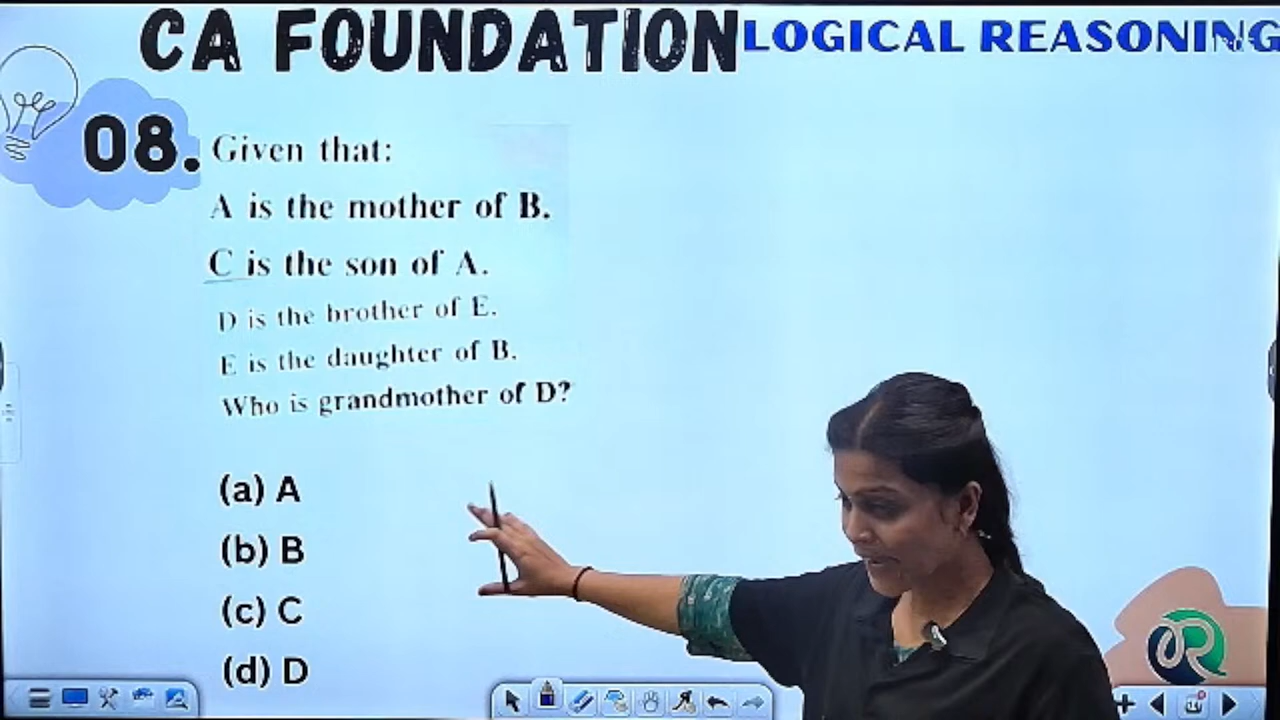 CA FOUNDATION LOGICAL REASONING
08. Given that:
A is the mother of B.
C is the son of A.
D is the brother of E.
E is the daughter of B.
Who is grandmother of D?
(a) A
(b) B
(c) C
(d) D